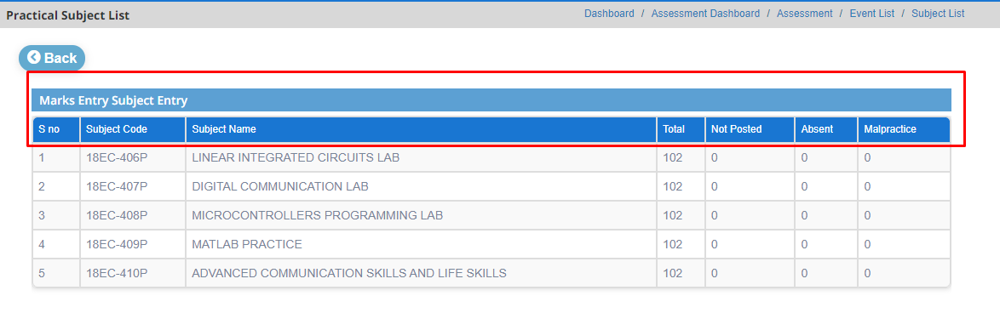 Practical Subject List
Dashboard / Assessment Dashboard / Assessment / Event List / Subject List
Back
Marks Entry Subject Entry
S no Subject Code Subject Name Total Not Posted Absent Malpractice
1 18EC-406P LINEAR INTEGRATED CIRCUITS LAB 102 0 0 0
2 18EC-407P DIGITAL COMMUNICATION LAB 102 0 0 0
3 18EC-408P MICROCONTROLLERS PROGRAMMING LAB 102 0 0 0
4 18EC-409P MATLAB PRACTICE 102 0 0 0
5 18EC-410P ADVANCED COMMUNICATION SKILLS AND LIFE SKILLS 102 0 0 0